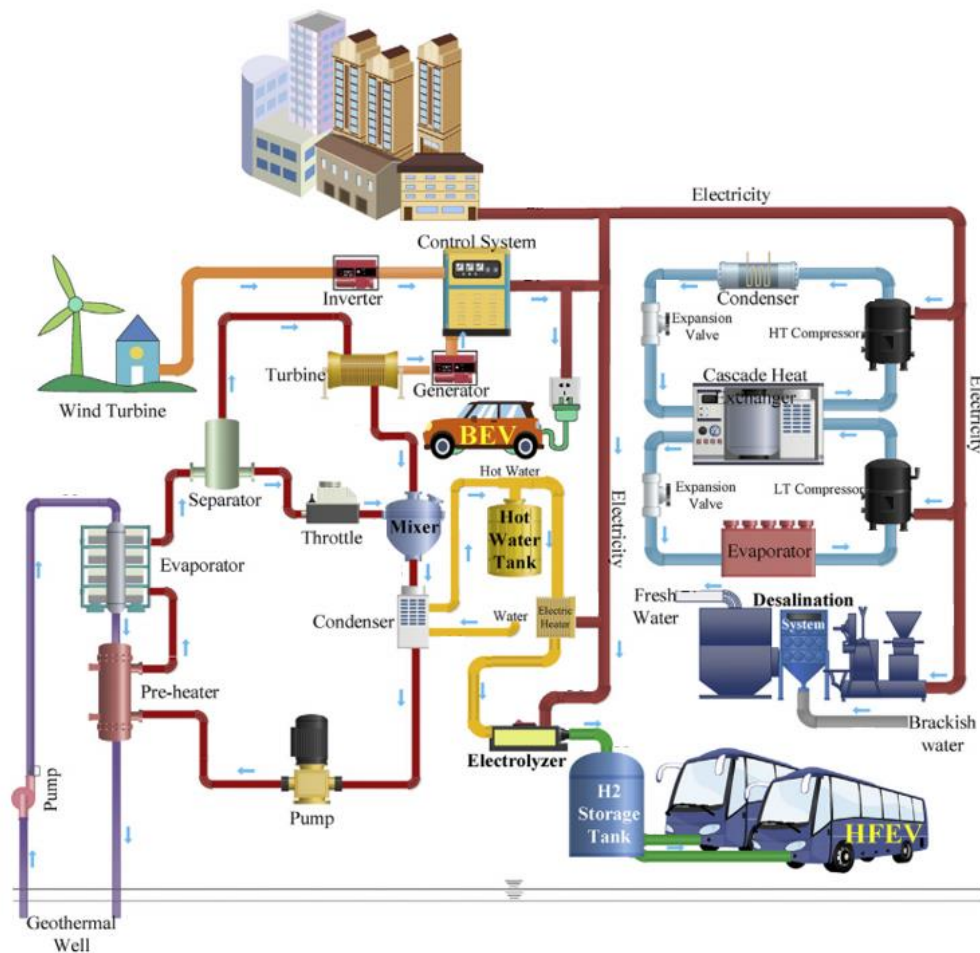 Electricity
Control System
Inverter
Condenser
Expansion
Valve
HT Compressor
Turbine
Generator
Cascade Heat
Exchanger
Wind Turbine
BEV
Electricity
Hot Water
Separator
Expansion
Valve
LT Compressor
Throttle
Mixer
Hot
Water
Tank
Electricity
Evaporator
Evaporator
Fresh
Water
Desalination
System
Condenser
Water
Electric
Heater
Pre-heater
Brackish
water
Electrolyzer
Pump
Pump
H2
Storage
Tank
HFEV
Geothermal
Well